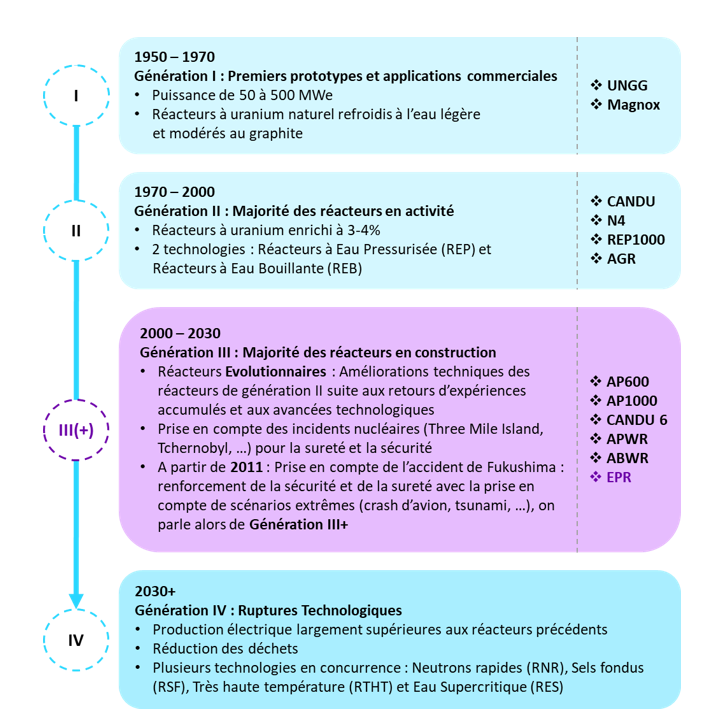 I
1950 – 1970
Génération I : Premiers prototypes et applications commerciales
• Puissance de 50 à 500 MWe
• Réacteurs à uranium naturel refroidis à l'eau légère
et modérés au graphite
❖ UNGG
❖ Magnox
II
1970 – 2000
Génération II : Majorité des réacteurs en activité
• Réacteurs à uranium enrichi à 3-4%
• 2 technologies : Réacteurs à Eau Pressurisée (REP) et
Réacteurs à Eau Bouillante (REB)
❖ CANDU
❖ N4
❖ REP1000
❖ AGR
III(+)
2000 – 2030
Génération III : Majorité des réacteurs en construction
• Réacteurs Evolutionnaires : Améliorations techniques des
réacteurs de génération II suite aux retours d'expériences
accumulés et aux avancées technologiques
• Prise en compte des incidents nucléaires (Three Mile Island,
Tchernobyl, …) pour la sureté et la sécurité
• A partir de 2011 : Prise en compte de l'accident de Fukushima :
renforcement de la sécurité et de la sureté avec la prise en
compte de scénarios extrêmes (crash d'avion, tsunami, …), on
parle alors de Génération III+
❖ AP600
❖ AP1000
❖ CANDU 6
❖ APWR
❖ ABWR
❖ EPR
IV
2030+
Génération IV : Ruptures Technologiques
• Production électrique largement supérieures aux réacteurs précédents
• Réduction des déchets
• Plusieurs technologies en concurrence : Neutrons rapides (RNR), Sels fondus
(RSF), Très haute température (RTHT) et Eau Supercritique (RES)